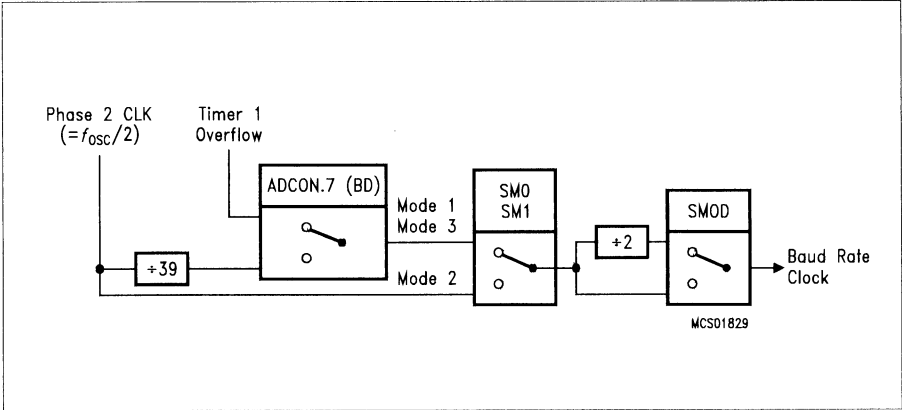 Phase 2 CLK
(=fOSC/2)
Timer 1
Overflow
ADCON.7 (BD)
Mode 1
Mode 3
Mode 2
÷39
SM0
SM1
÷2
SMOD
Baud Rate
Clock
MCS01829